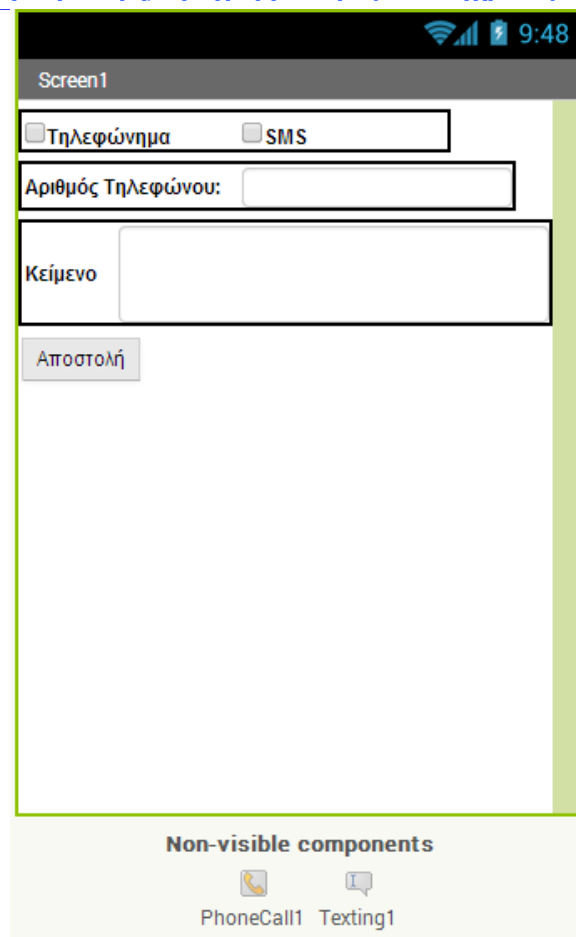 9:48
Screen1
Τηλεφώνημα SMS
Αριθμός Τηλεφώνου:
Κείμενο
Αποστολή
Non-visible components
PhoneCall1 Texting1